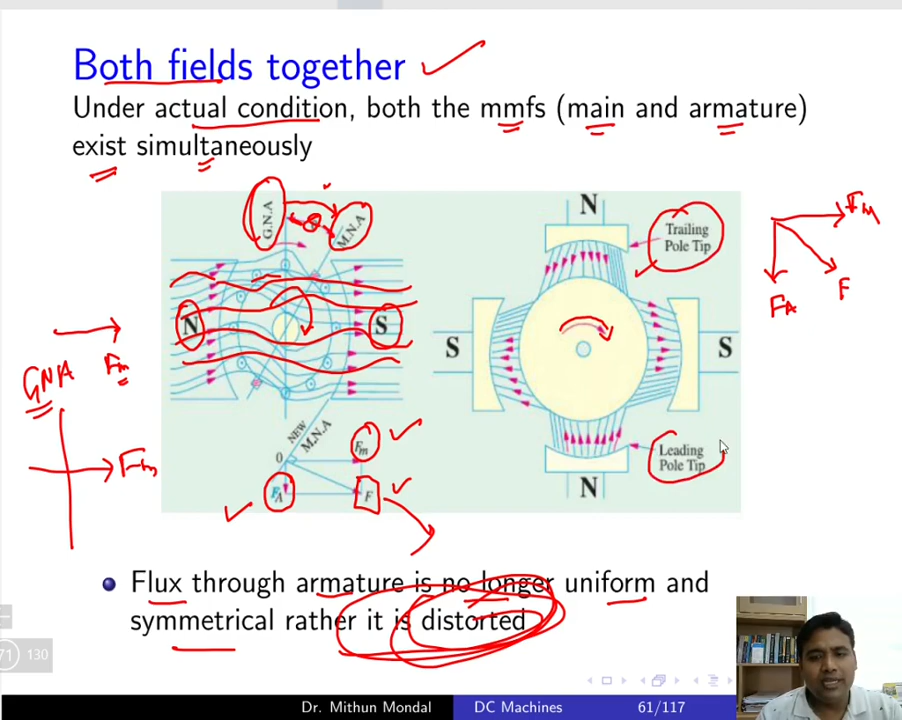 Both fields together
Under actual condition, both the mmfs (main and armature)
exist simultaneously
G.N.A
M.N.A
N
S
N
Trailing
Pole Tip
S
S
Leading
Pole Tip
N
NEW
M.N.A
0
Fm
FA
F
FM
FA
F
Fm
GNA
Fm
Flux through armature is no longer uniform and
symmetrical rather it is distorted
71 130
Dr. Mithun Mondal DC Machines 61/117